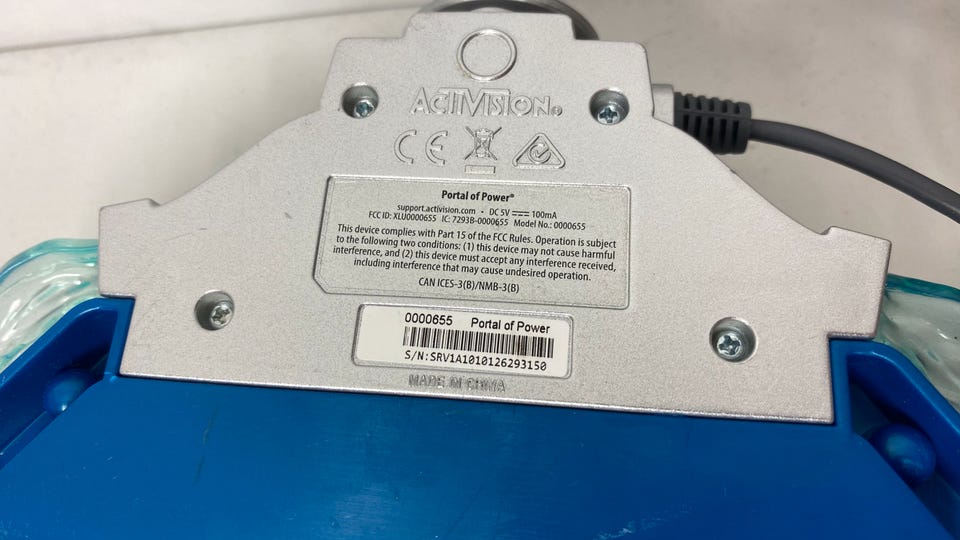 ACTIVISION®
CE
Portal of Power®
support.activision.com • DC 5V ⎓ 100mA
FCC ID: XLU0000655 IC: 7293B-0000655 Model No.: 0000655
This device complies with Part 15 of the FCC Rules. Operation is subject
to the following two conditions: (1) this device may not cause harmful
interference, and (2) this device must accept any interference received,
including interference that may cause undesired operation.
CAN ICES-3(B)/NMB-3(B)
0000655 Portal of Power
S/N:SRV1A1010126293150
MADE IN CHINA